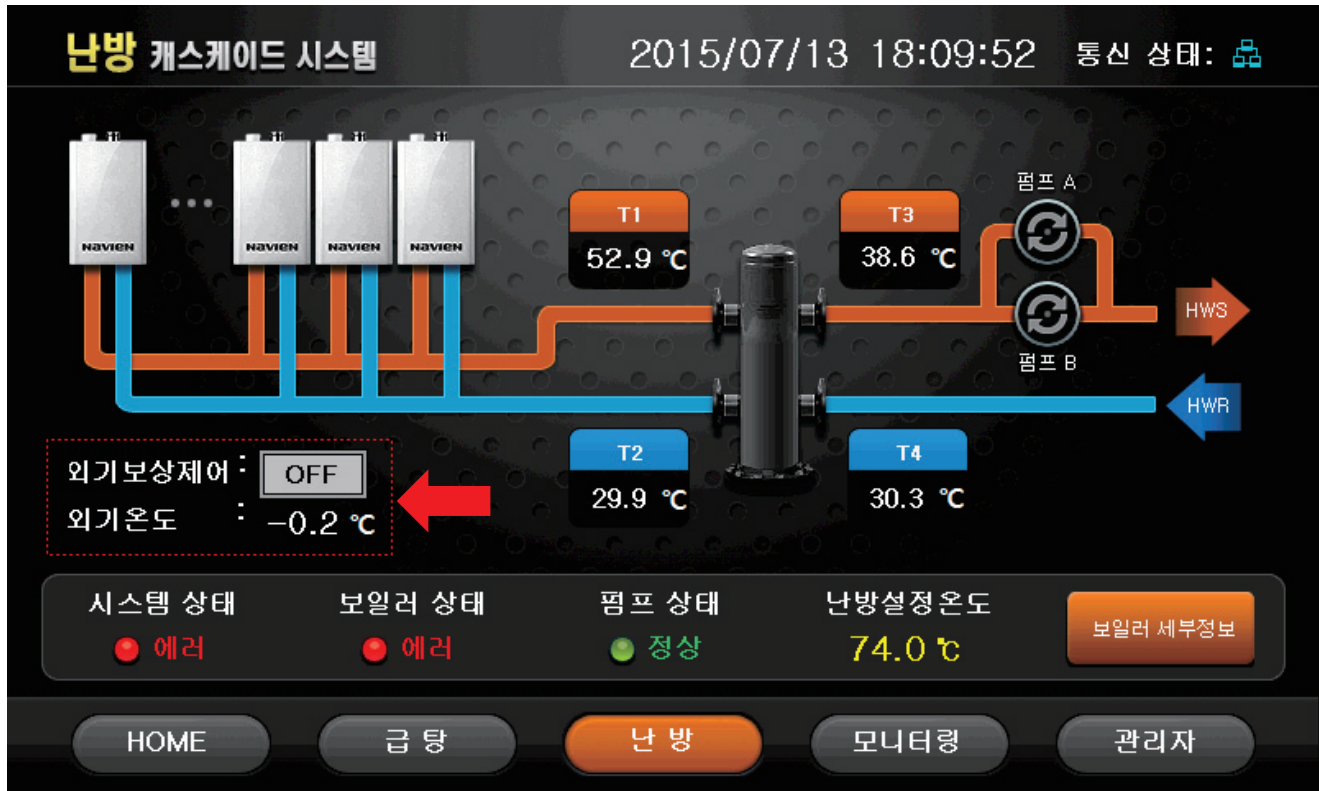 난방 캐스케이드 시스템 2015/07/13 18:09:52 통신 상태:
펌프 A
T1 T3
52.9 ℃ 38.6 ℃
NAVIEN ... NAVIEN NAVIEN NAVIEN
HWS
펌프 B
HWR
외기보상제어 : OFF
외기온도 : -0.2 ℃
T2 T4
29.9 ℃ 30.3 ℃
시스템 상태 보일러 상태 펌프 상태 난방설정온도
에러 에러 정상 74.0 ℃
보일러 세부정보
HOME 급탕 난방 모니터링 관리자